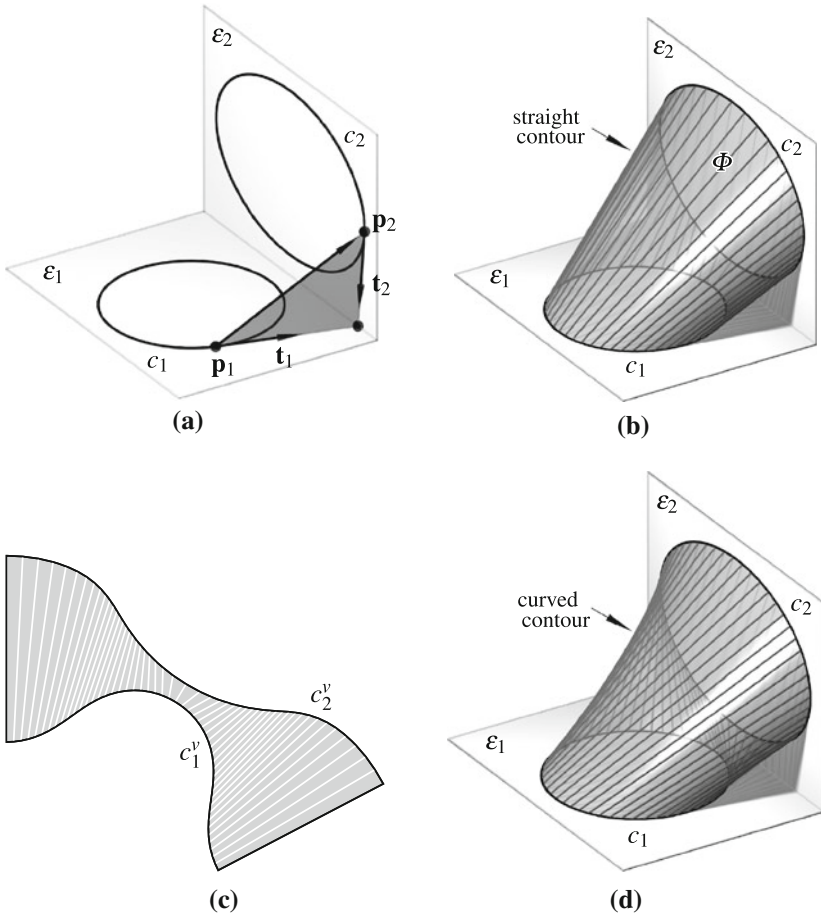 ε₂
c₂
p₂
ε₁
t₂
c₁
p₁
t₁
(a)
ε₂
straight
contour
c₂
Φ
ε₁
c₁
(b)
c₂ᵛ
c₁ᵛ
(c)
ε₂
curved
contour
c₂
ε₁
c₁
(d)